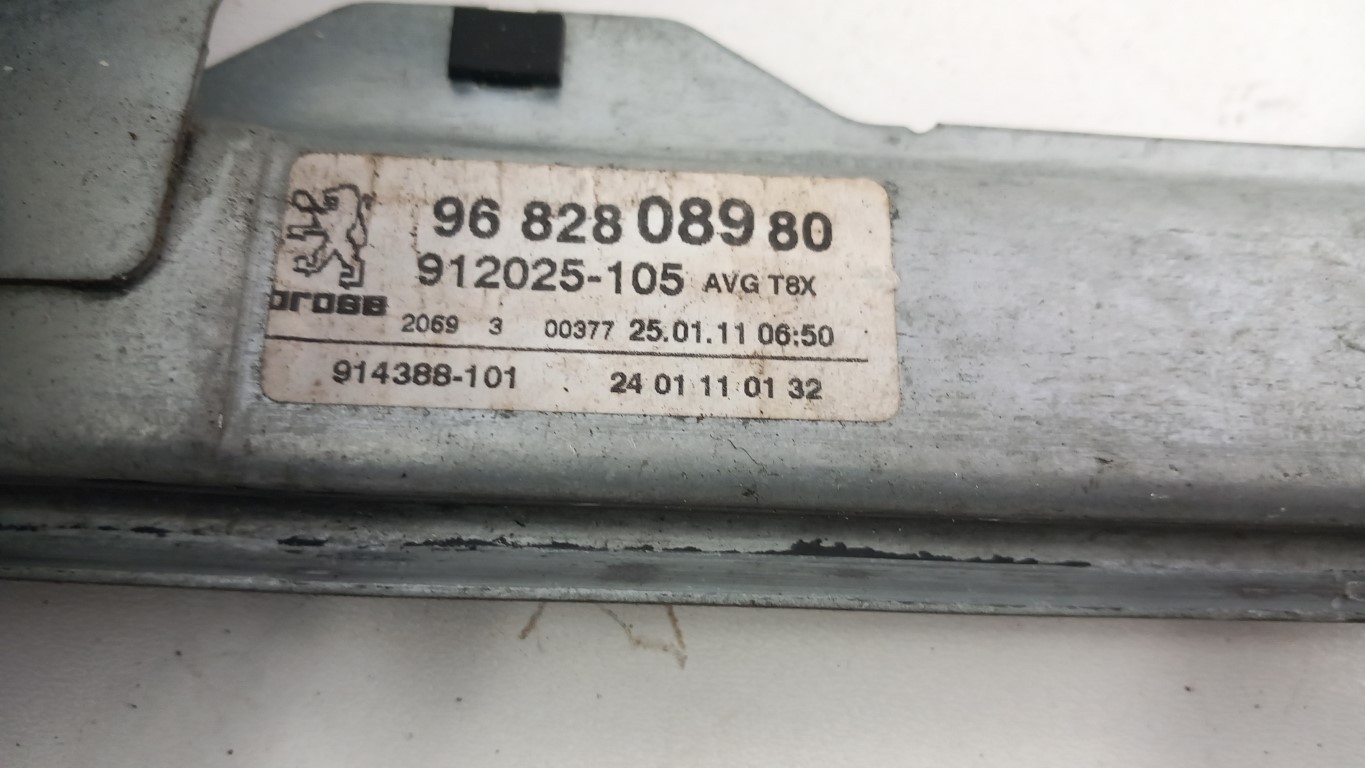 96 828 089 80
912025-105 AVG T8X
brose
2069 3 00377 25.01.11 06:50
914388-101 24 01 11 01 32